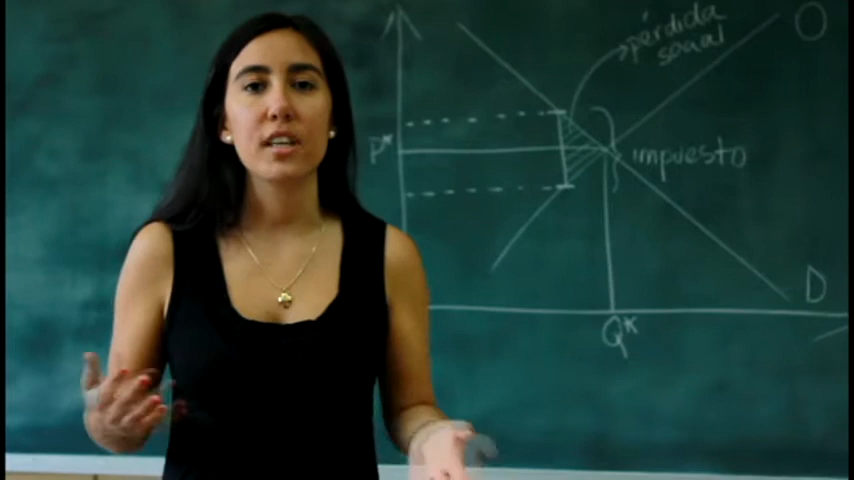 pérdida
social
O
P*
impuesto
D
Q*